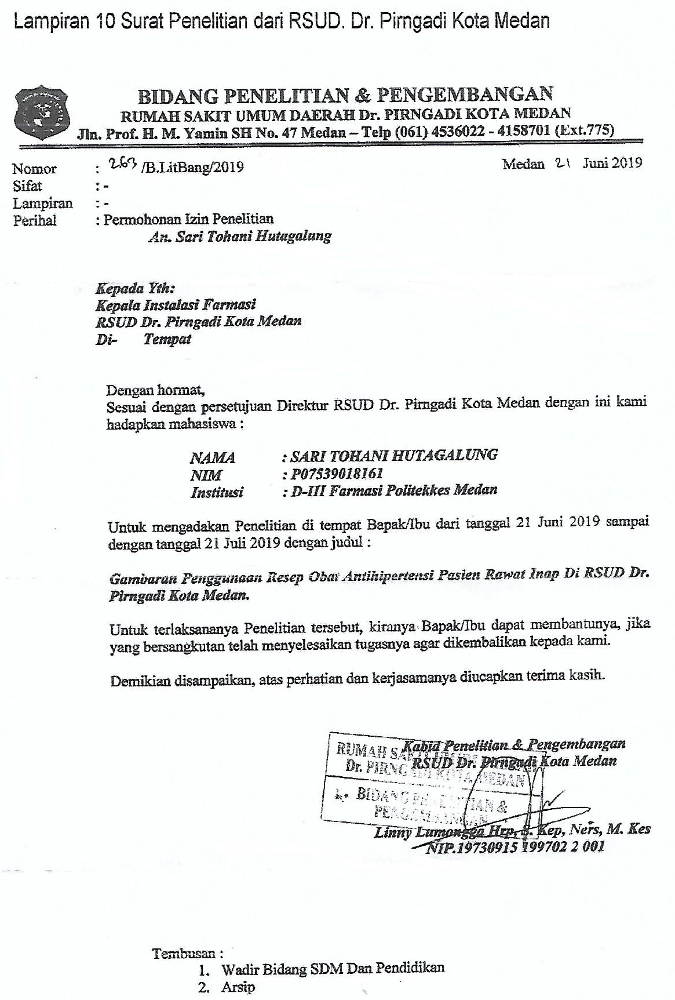 Lampiran 10 Surat Penelitian dari RSUD. Dr. Pirngadi Kota Medan
BIDANG PENELITIAN & PENGEMBANGAN
RUMAH SAKIT UMUM DAERAH Dr. PIRNGADI KOTA MEDAN
Jln. Prof. H. M. Yamin SH No. 47 Medan – Telp (061) 4536022 - 4158701 (Ext.775)
Nomor : 263 /B.LitBang/2019 Medan 21 Juni 2019
Sifat : -
Lampiran : -
Perihal : Permohonan Izin Penelitian
An. Sari Tohani Hutagalung
Kepada Yth:
Kepala Instalasi Farmasi
RSUD Dr. Pirngadi Kota Medan
Di- Tempat
Dengan hormat,
Sesuai dengan persetujuan Direktur RSUD Dr. Pirngadi Kota Medan dengan ini kami
hadapkan mahasiswa :
NAMA : SARI TOHANI HUTAGALUNG
NIM : P07539018161
Institusi : D-III Farmasi Politekkes Medan
Untuk mengadakan Penelitian di tempat Bapak/Ibu dari tanggal 21 Juni 2019 sampai
dengan tanggal 21 Juli 2019 dengan judul :
Gambaran Penggunaan Resep Obat Antihipertensi Pasien Rawat Inap Di RSUD Dr.
Pirngadi Kota Medan.
Untuk terlaksananya Penelitian tersebut, kiranya Bapak/Ibu dapat membantunya, jika
yang bersangkutan telah menyelesaikan tugasnya agar dikembalikan kepada kami.
Demikian disampaikan, atas perhatian dan kerjasamanya diucapkan terima kasih.
Kabid Penelitian & Pengembangan
RSUD Dr. Pirngadi Kota Medan
RUMAH SAKIT UMUM
Dr. PIRNGADI KOTA MEDAN
BIDANG PENELITIAN &
PENGEMBANGAN
Linny Lumongga Hrp, S. Kep, Ners, M. Kes
NIP.19730915 199702 2 001
Tembusan :
1. Wadir Bidang SDM Dan Pendidikan
2. Arsip